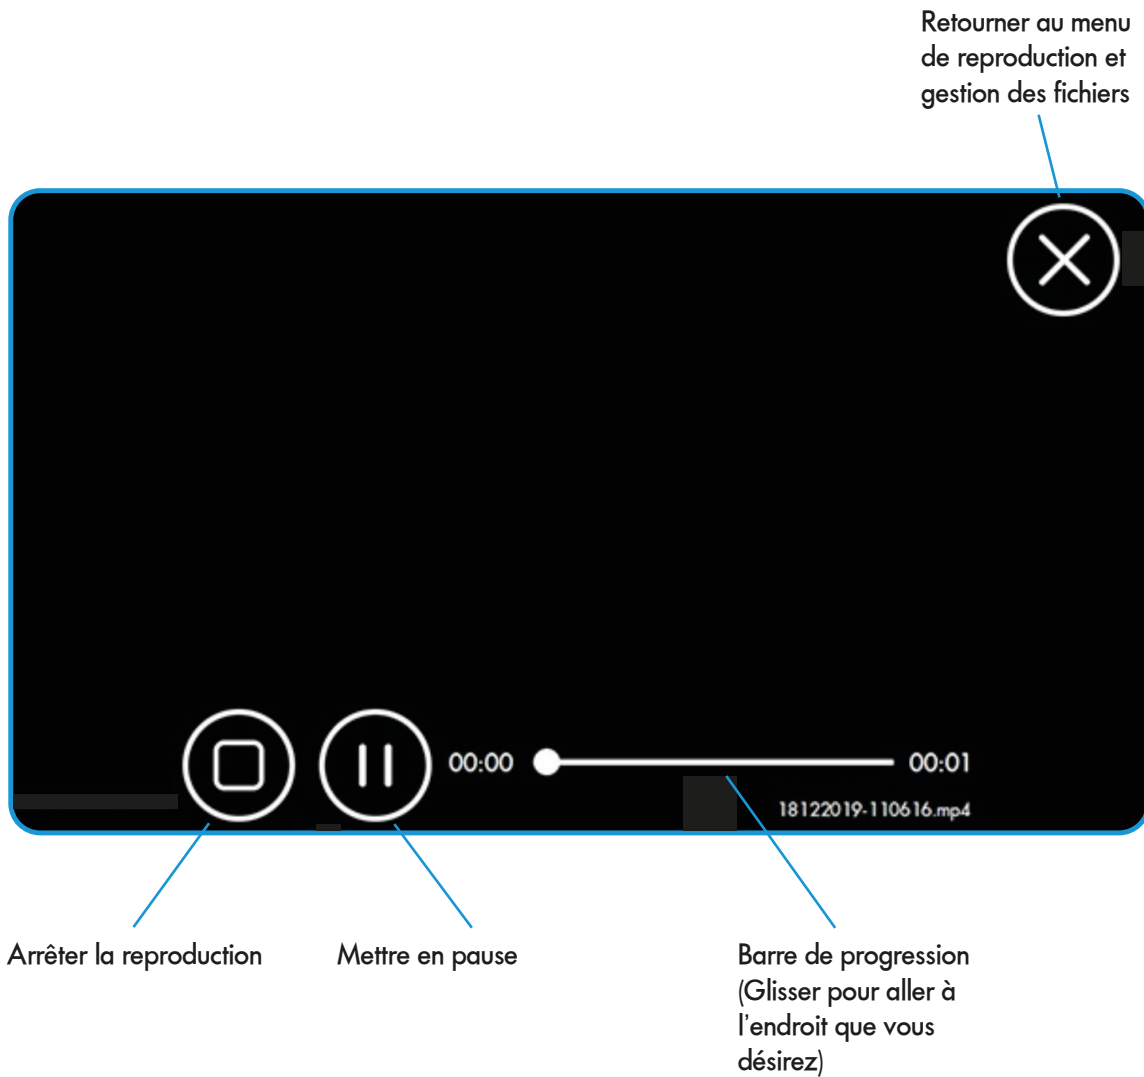 Retourner au menu
de reproduction et
gestion des fichiers
00:00
00:01
18122019-110616.mp4
Arrêter la reproduction
Mettre en pause
Barre de progression
(Glisser pour aller à
l'endroit que vous
désirez)